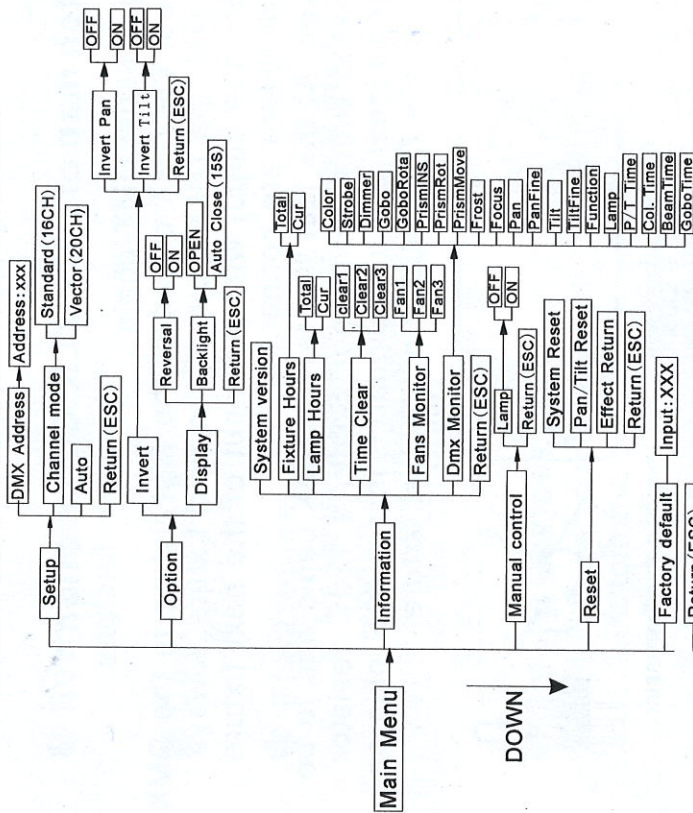 Main Menu
DOWN
Setup
DMX Address
Address:xxx
Channel mode
Standard(16CH)
Vector(20CH)
Auto
Return(ESC)
Option
Invert
Invert Pan
OFF
ON
Invert Tilt
OFF
ON
Return(ESC)
Display
Reversal
OFF
ON
Backlight
OPEN
Auto Close(15S)
Return(ESC)
Information
System version
Fixture Hours
Total
Cur
Lamp Hours
Total
Cur
Time Clear
clear1
Clear2
Clear3
Fans Monitor
Fan1
Fan2
Fan3
Dmx Monitor
Color
Strobe
Dimmer
Gobo
GoboRota
PrismINS
PrismRot
PrismMove
Frost
Focus
Pan
PanFine
Tilt
TiltFine
Function
Lamp
P/T Time
Col. Time
BeamTime
GoboTime
Return(ESC)
Manual control
Lamp
OFF
ON
Return(ESC)
Reset
System Reset
Pan/Tilt Reset
Effect Return
Return(ESC)
Factory default
Input:XXX
Return(ESC)